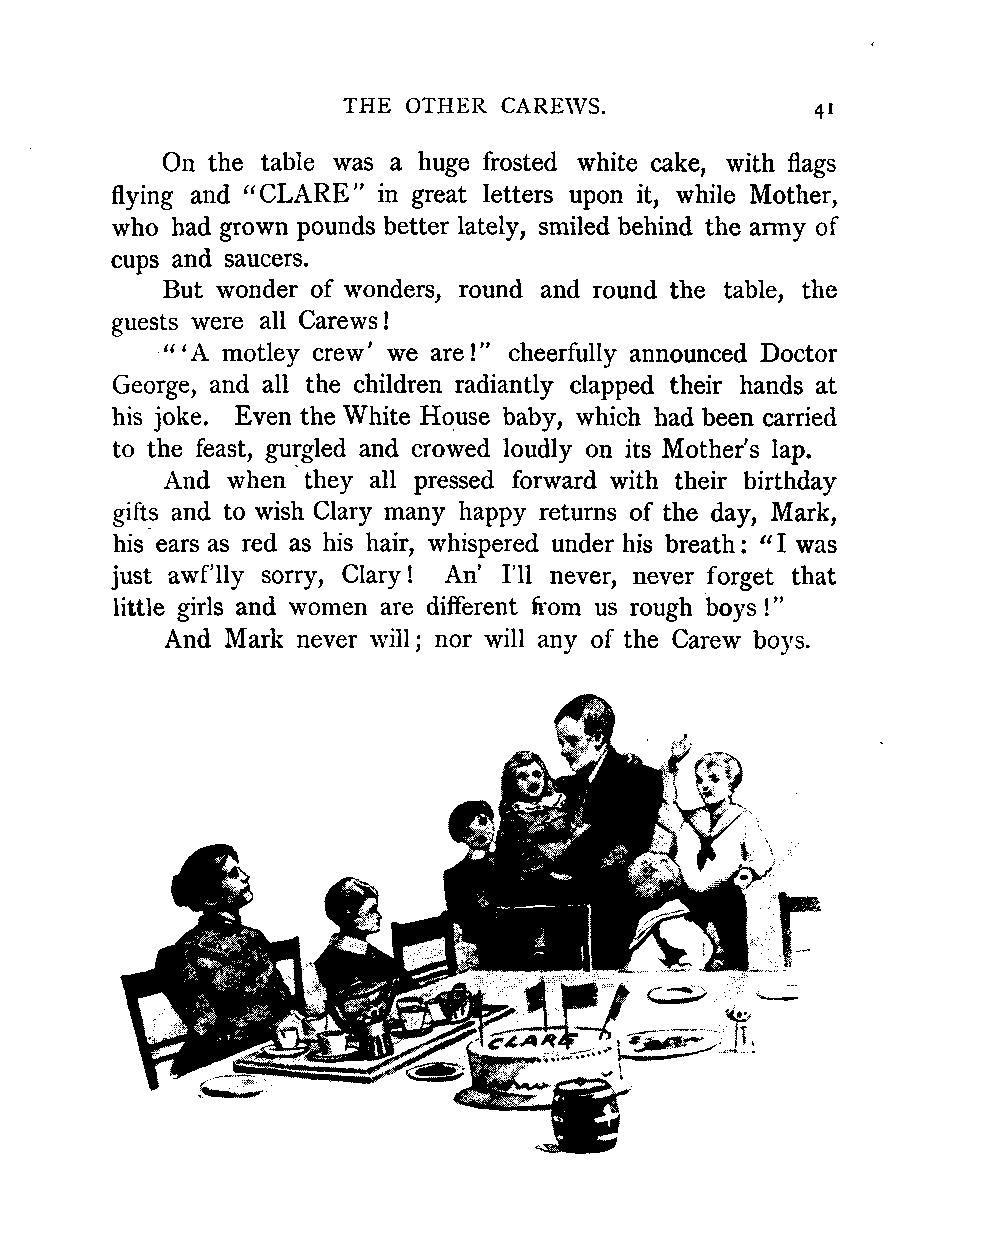 THE OTHER CAREWS. 41
On the table was a huge frosted white cake, with flags
flying and "CLARE" in great letters upon it, while Mother,
who had grown pounds better lately, smiled behind the army of
cups and saucers.
But wonder of wonders, round and round the table, the
guests were all Carews!
"'A motley crew' we are!" cheerfully announced Doctor
George, and all the children radiantly clapped their hands at
his joke. Even the White House baby, which had been carried
to the feast, gurgled and crowed loudly on its Mother's lap.
And when they all pressed forward with their birthday
gifts and to wish Clary many happy returns of the day, Mark,
his ears as red as his hair, whispered under his breath: "I was
just awf'lly sorry, Clary! An' I'll never, never forget that
little girls and women are different from us rough boys!"
And Mark never will; nor will any of the Carew boys.
CLARE